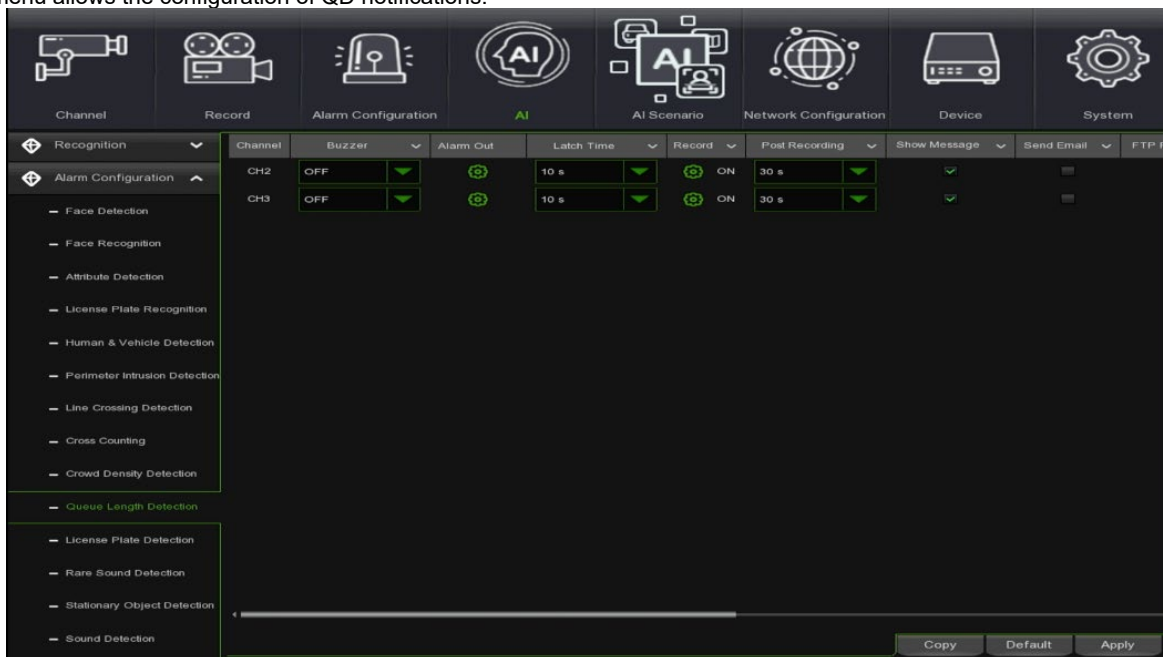 menu allows the configuration of QD notifications.
AI
AI
Channel Record Alarm Configuration AI AI Scenario Network Configuration Device System
Recognition
Channel Buzzer Alarm Out Latch Time Record Post Recording Show Message Send Email FTP
Alarm Configuration
CH2 OFF 10 s ON 30 s
CH3 OFF 10 s ON 30 s
Face Detection
Face Recognition
Attribute Detection
License Plate Recognition
Human & Vehicle Detection
Perimeter Intrusion Detection
Line Crossing Detection
Cross Counting
Crowd Density Detection
Queue Length Detection
License Plate Detection
Rare Sound Detection
Stationary Object Detection
Sound Detection
Copy Default Apply